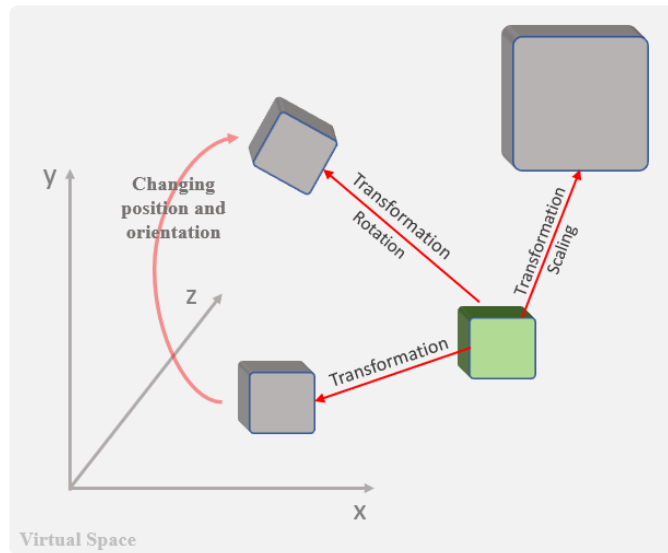 y
Changing
position and
orientation
z
Transformation
Rotation
Transformation
Scaling
Transformation
x
Virtual Space